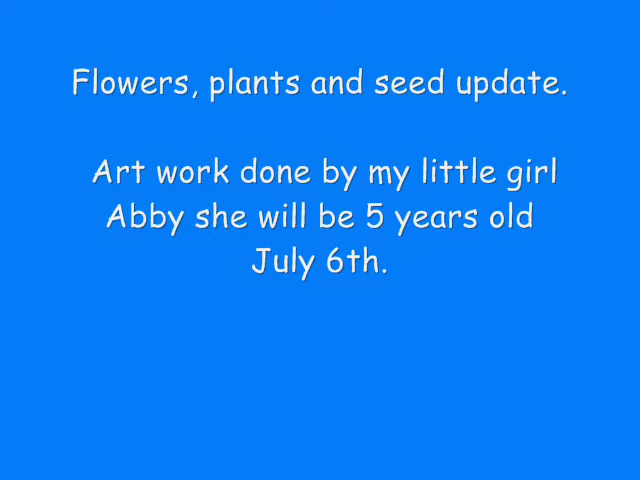 Flowers, plants and seed update.
Art work done by my little girl
Abby she will be 5 years old
July 6th.